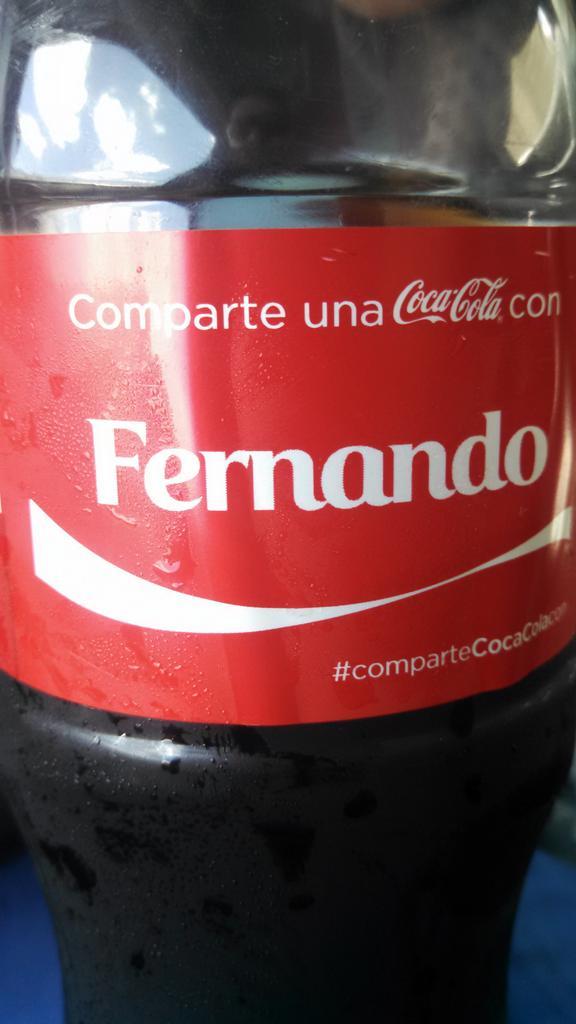 Comparte una Coca-Cola con
Fernando
#comparteCocaColacon